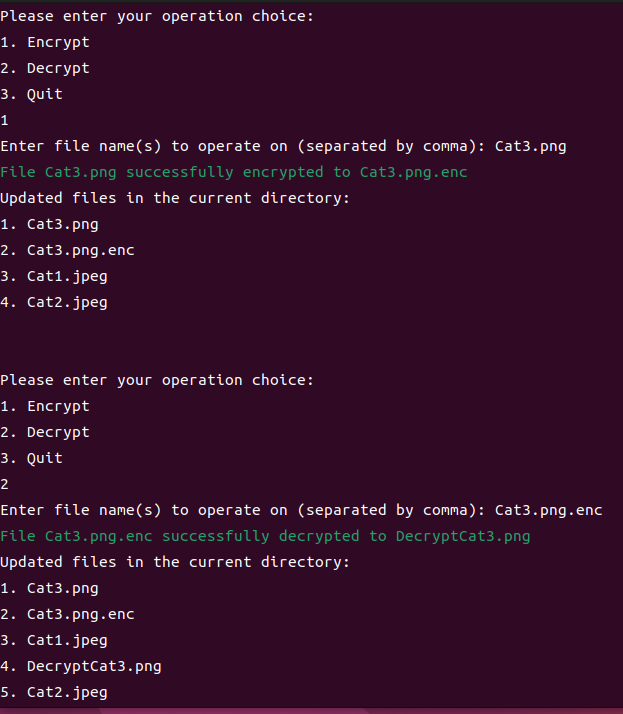 Please enter your operation choice:
1. Encrypt
2. Decrypt
3. Quit
1
Enter file name(s) to operate on (separated by comma): Cat3.png
File Cat3.png successfully encrypted to Cat3.png.enc
Updated files in the current directory:
1. Cat3.png
2. Cat3.png.enc
3. Cat1.jpeg
4. Cat2.jpeg
Please enter your operation choice:
1. Encrypt
2. Decrypt
3. Quit
2
Enter file name(s) to operate on (separated by comma): Cat3.png.enc
File Cat3.png.enc successfully decrypted to DecryptCat3.png
Updated files in the current directory:
1. Cat3.png
2. Cat3.png.enc
3. Cat1.jpeg
4. DecryptCat3.png
5. Cat2.jpeg